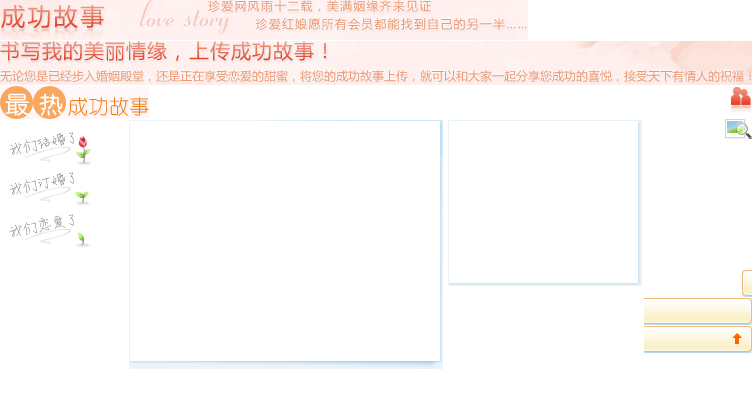 成功故事
love story
珍爱网风雨十二载，美满姻缘齐来见证
珍爱红娘愿所有会员都能找到自己的另一半......
书写我的美丽情缘，上传成功故事！
无论您是已经步入婚姻殿堂，还是正在享受恋爱的甜蜜，将您的成功故事上传，就可以和大家一起分享您成功的喜悦，接受天下有情人的祝福！
最热成功故事
我们结婚了
我们订婚了
我们恋爱了